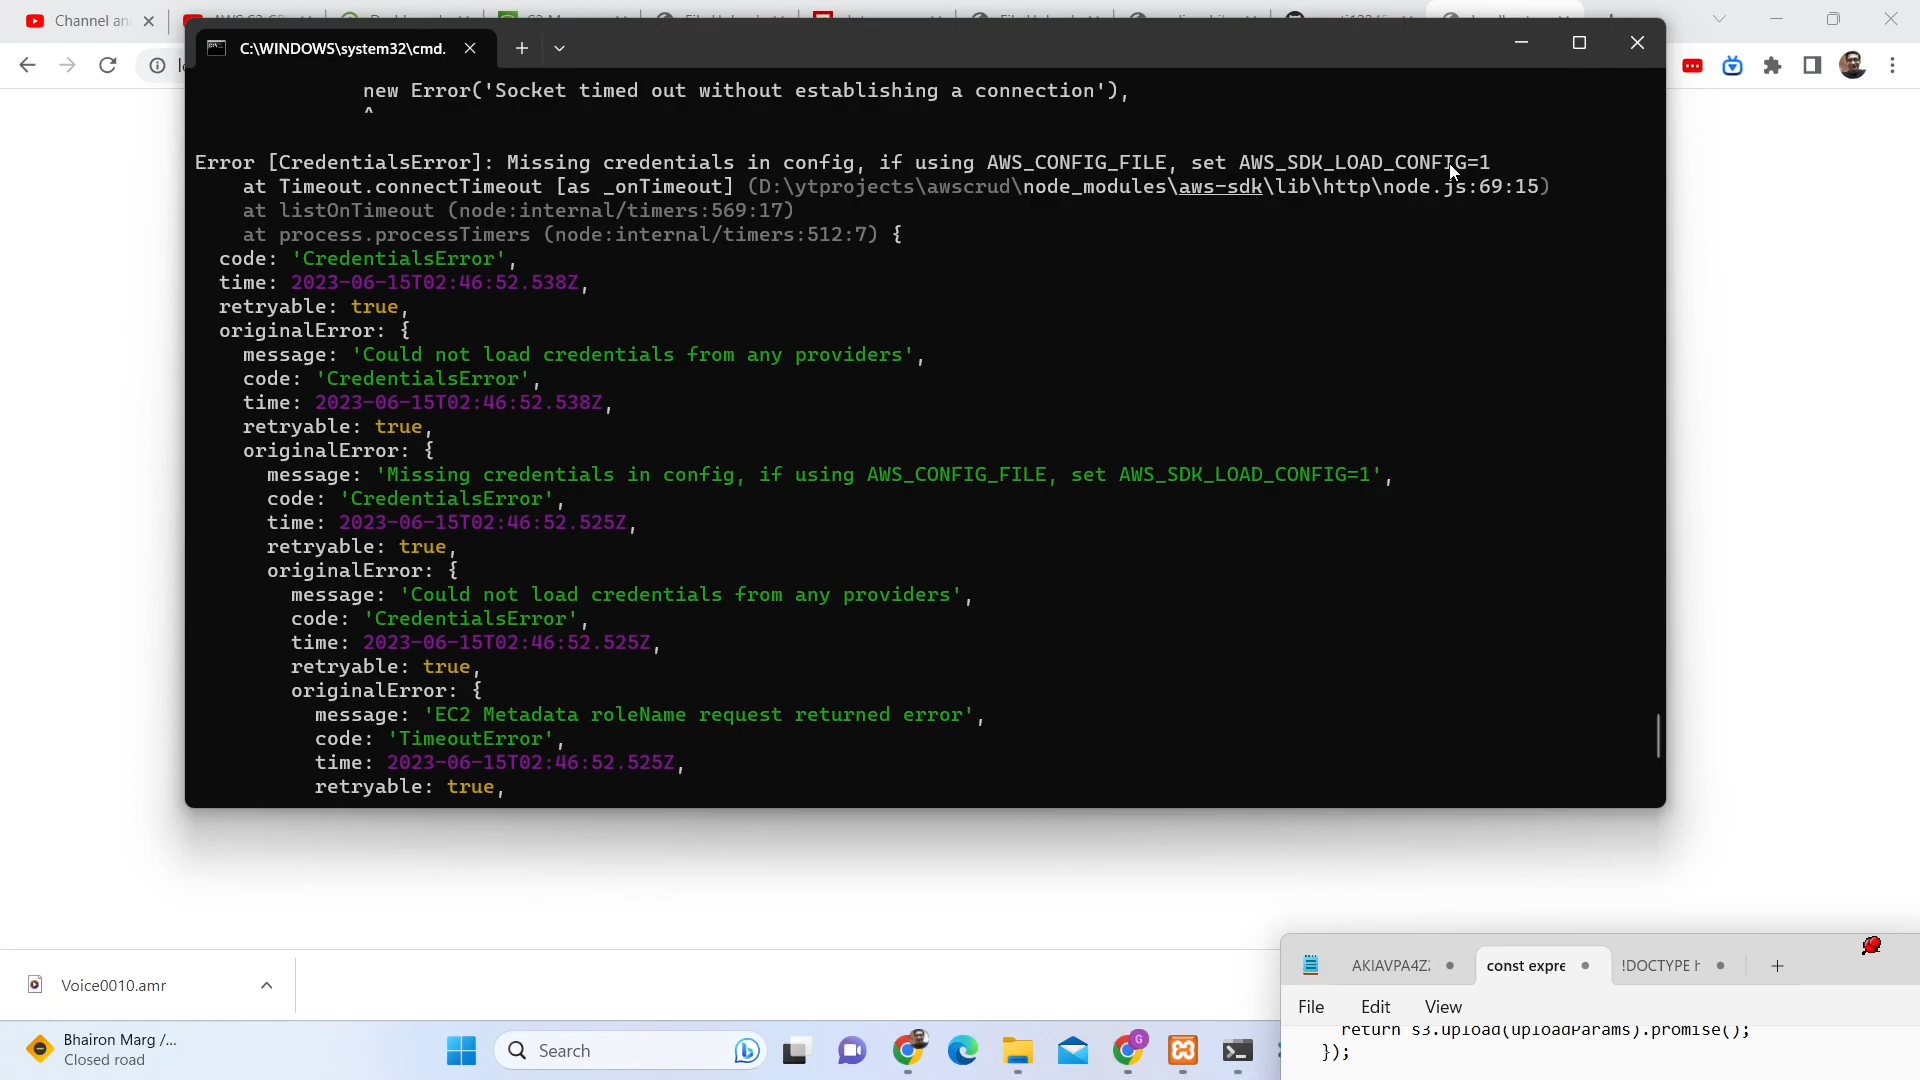 Channel an
C:\WINDOWS\system32\cmd.
new Error('Socket timed out without establishing a connection'),
^
Error [CredentialsError]: Missing credentials in config, if using AWS_CONFIG_FILE, set AWS_SDK_LOAD_CONFIG=1
at Timeout.connectTimeout [as _onTimeout] (D:\ytprojects\awscrud\node_modules\aws-sdk\lib\http\node.js:69:15)
at listOnTimeout (node:internal/timers:569:17)
at process.processTimers (node:internal/timers:512:7) {
code: 'CredentialsError',
time: 2023-06-15T02:46:52.538Z,
retryable: true,
originalError: {
message: 'Could not load credentials from any providers',
code: 'CredentialsError',
time: 2023-06-15T02:46:52.538Z,
retryable: true,
originalError: {
message: 'Missing credentials in config, if using AWS_CONFIG_FILE, set AWS_SDK_LOAD_CONFIG=1',
code: 'CredentialsError',
time: 2023-06-15T02:46:52.525Z,
retryable: true,
originalError: {
message: 'Could not load credentials from any providers',
code: 'CredentialsError',
time: 2023-06-15T02:46:52.525Z,
retryable: true,
originalError: {
message: 'EC2 Metadata roleName request returned error',
code: 'TimeoutError',
time: 2023-06-15T02:46:52.525Z,
retryable: true,
AKIAVPA4Z
const expre
!DOCTYPE h
Voice0010.amr
File Edit View
return s3.upload(uploadParams).promise();
});
Bhairon Marg /...
Closed road
Search